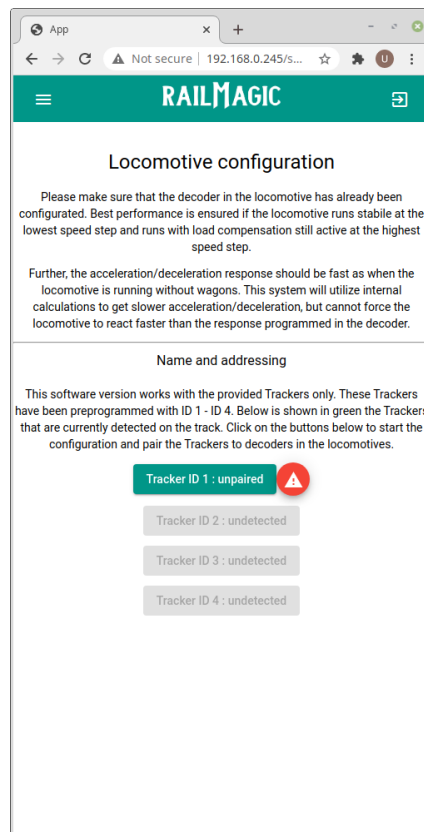 App
Not secure
192.168.0.245/s...
U
RAILMAGIC
Locomotive configuration
Please make sure that the decoder in the locomotive has already been
configurated. Best performance is ensured if the locomotive runs stabile at the
lowest speed step and runs with load compensation still active at the highest
speed step.
Further, the acceleration/deceleration response should be fast as when the
locomotive is running without wagons. This system will utilize internal
calculations to get slower acceleration/deceleration, but cannot force the
locomotive to react faster than the response programmed in the decoder.
Name and addressing
This software version works with the provided Trackers only. These Trackers
have been preprogrammed with ID 1 - ID 4. Below is shown in green the Trackers
that are currently detected on the track. Click on the buttons below to start the
configuration and pair the Trackers to decoders in the locomotives.
Tracker ID 1 : unpaired
Tracker ID 2 : undetected
Tracker ID 3 : undetected
Tracker ID 4 : undetected